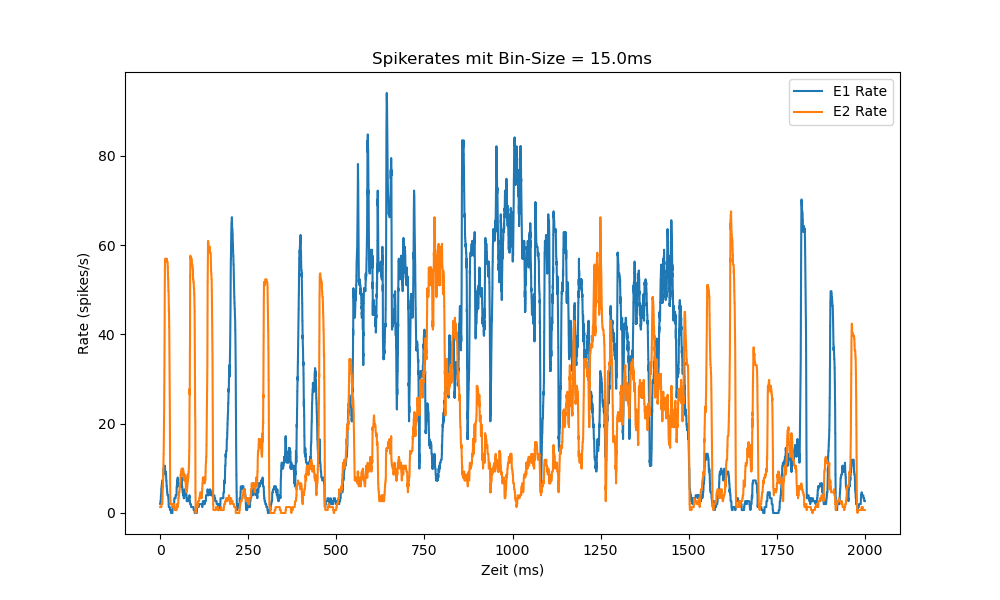 Spikerates mit Bin-Size = 15.0ms
E1 Rate
E2 Rate
Rate (spikes/s)
80
60
40
20
0
0 250 500 750 1000 1250 1500 1750 2000
Zeit (ms)